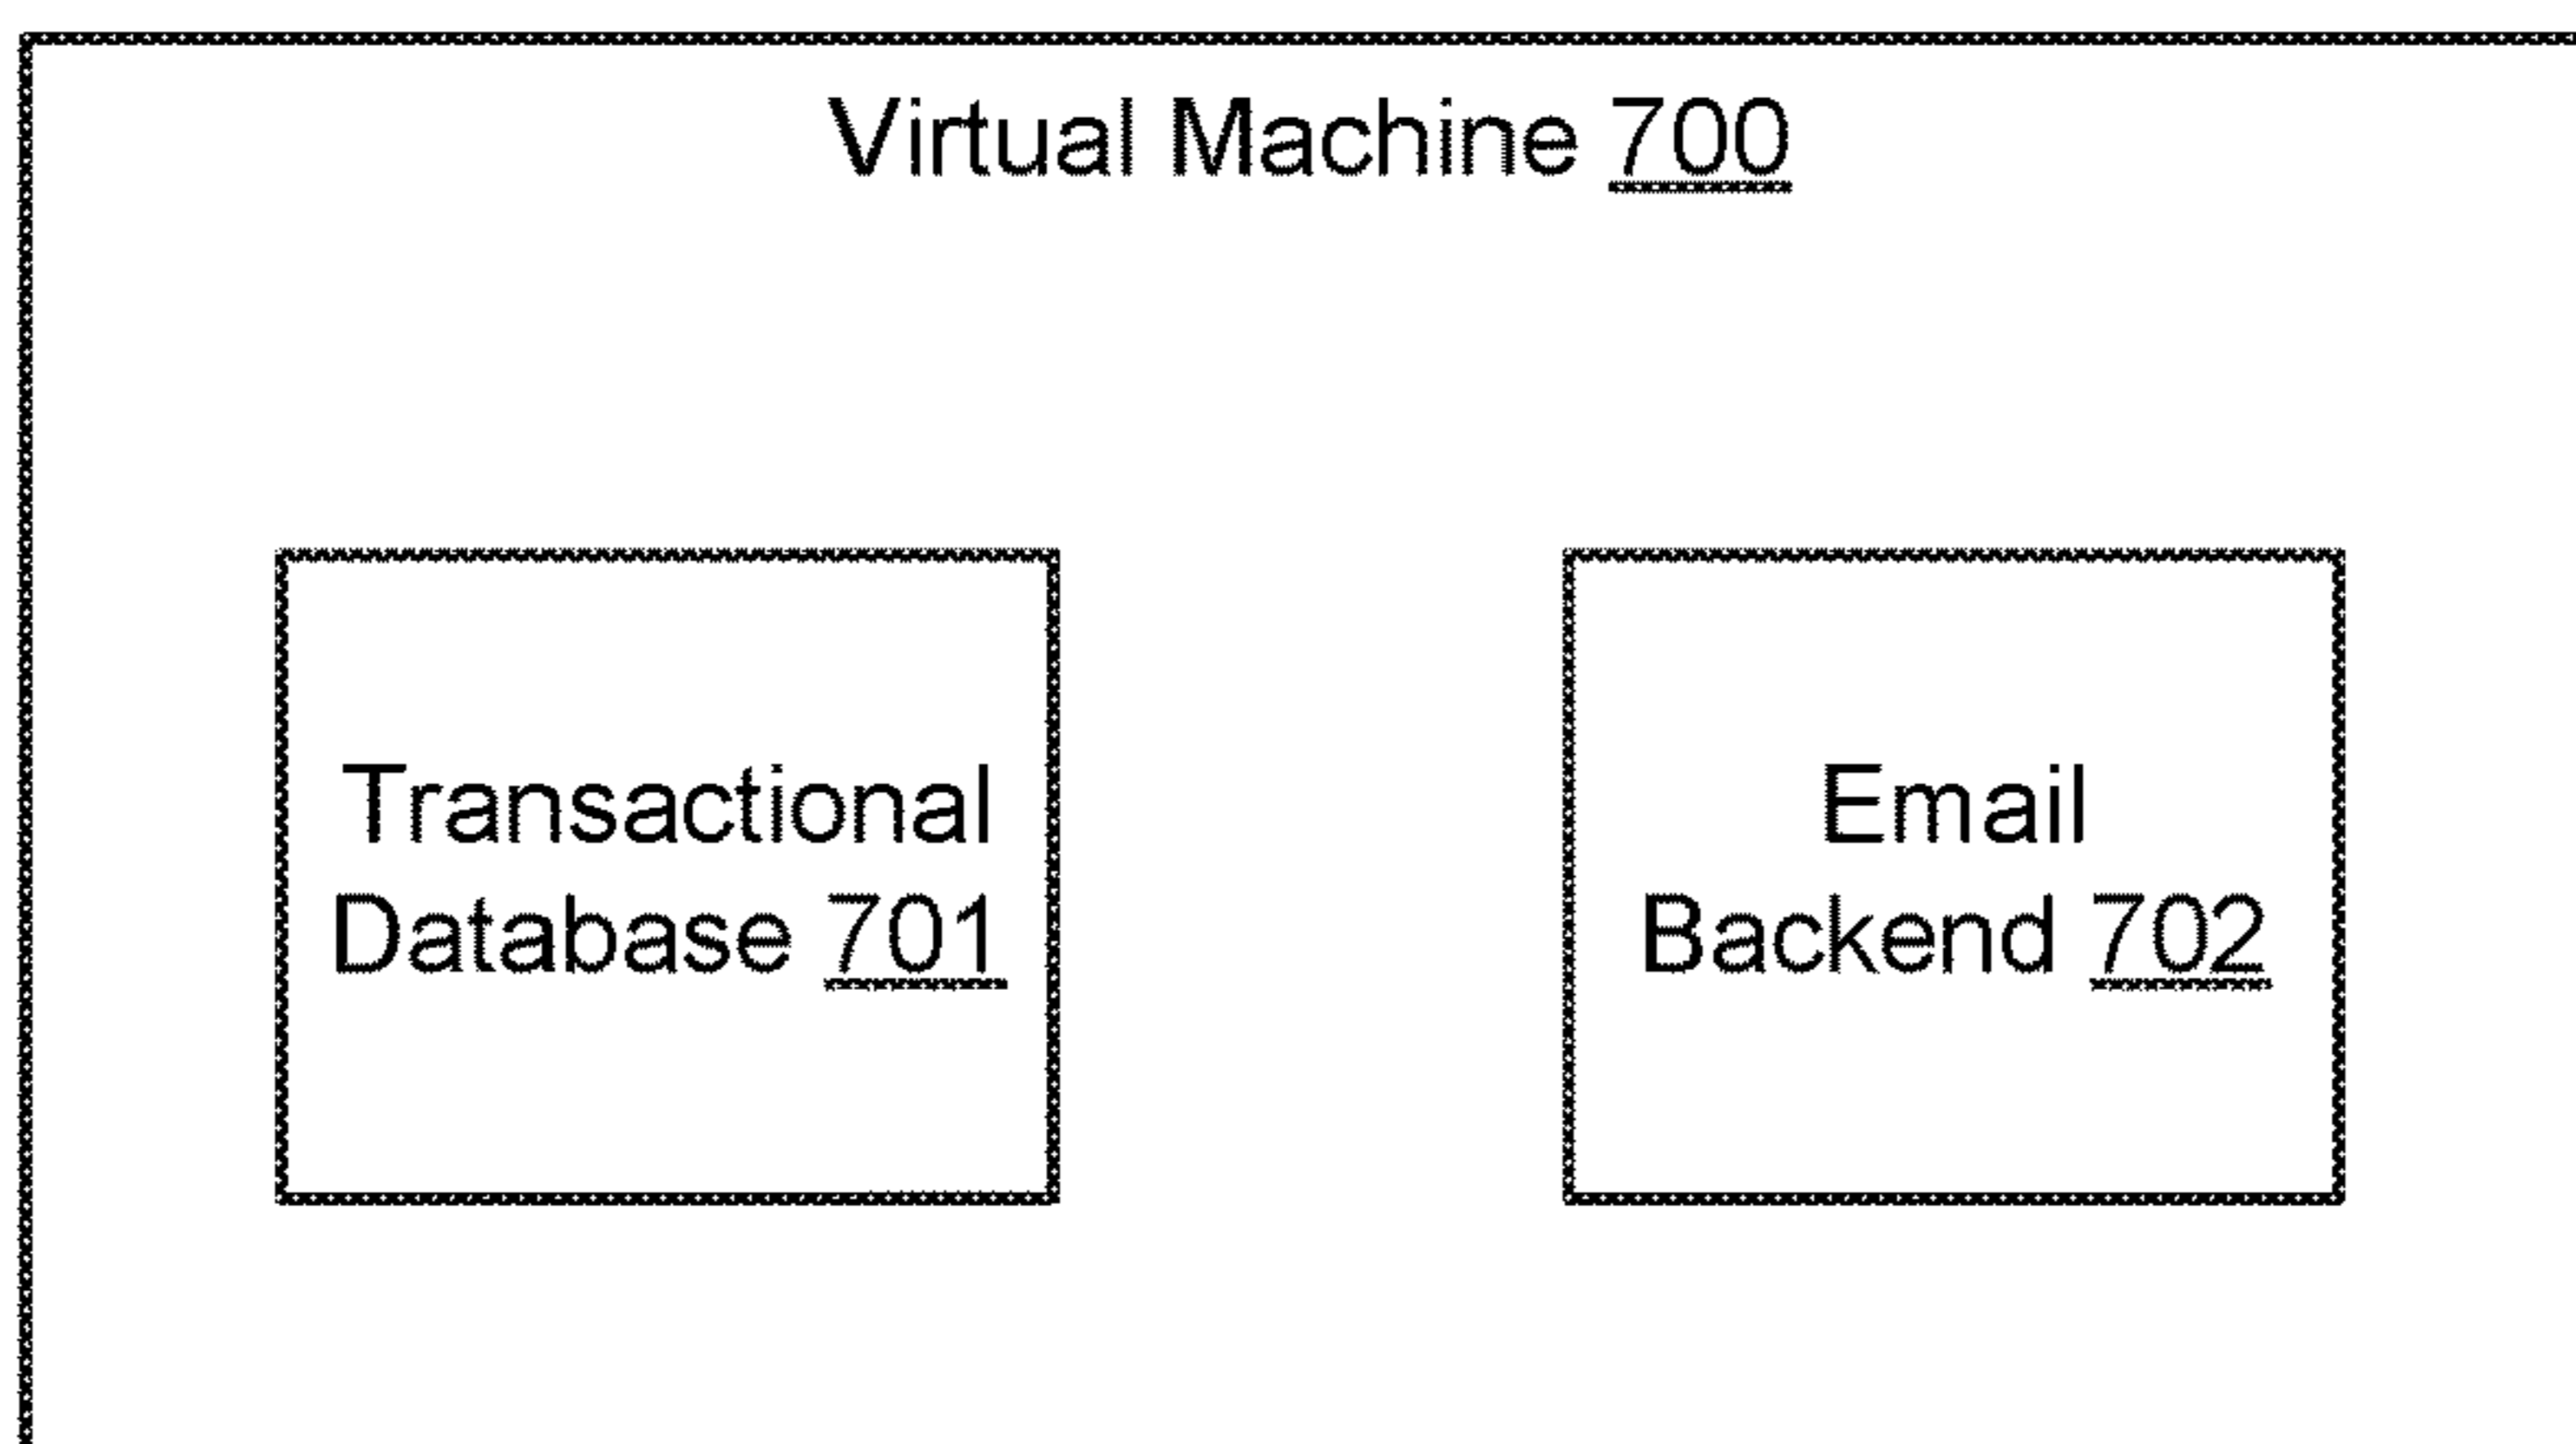 Virtual Machine 700
Transactional
Database 701
Email
Backend 702